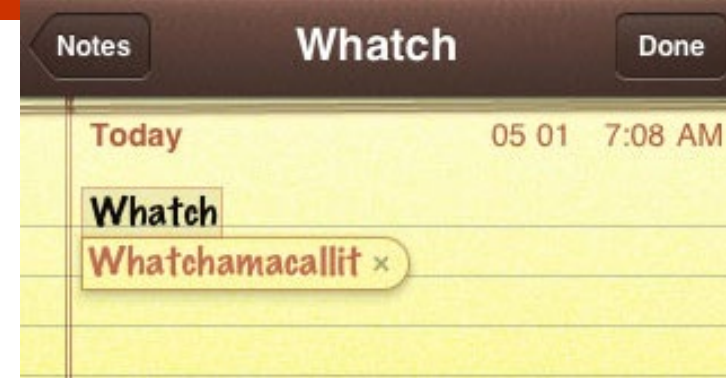 Notes Whatch Done
Today 05 01 7:08 AM
Whatch
Whatchamacallit ×